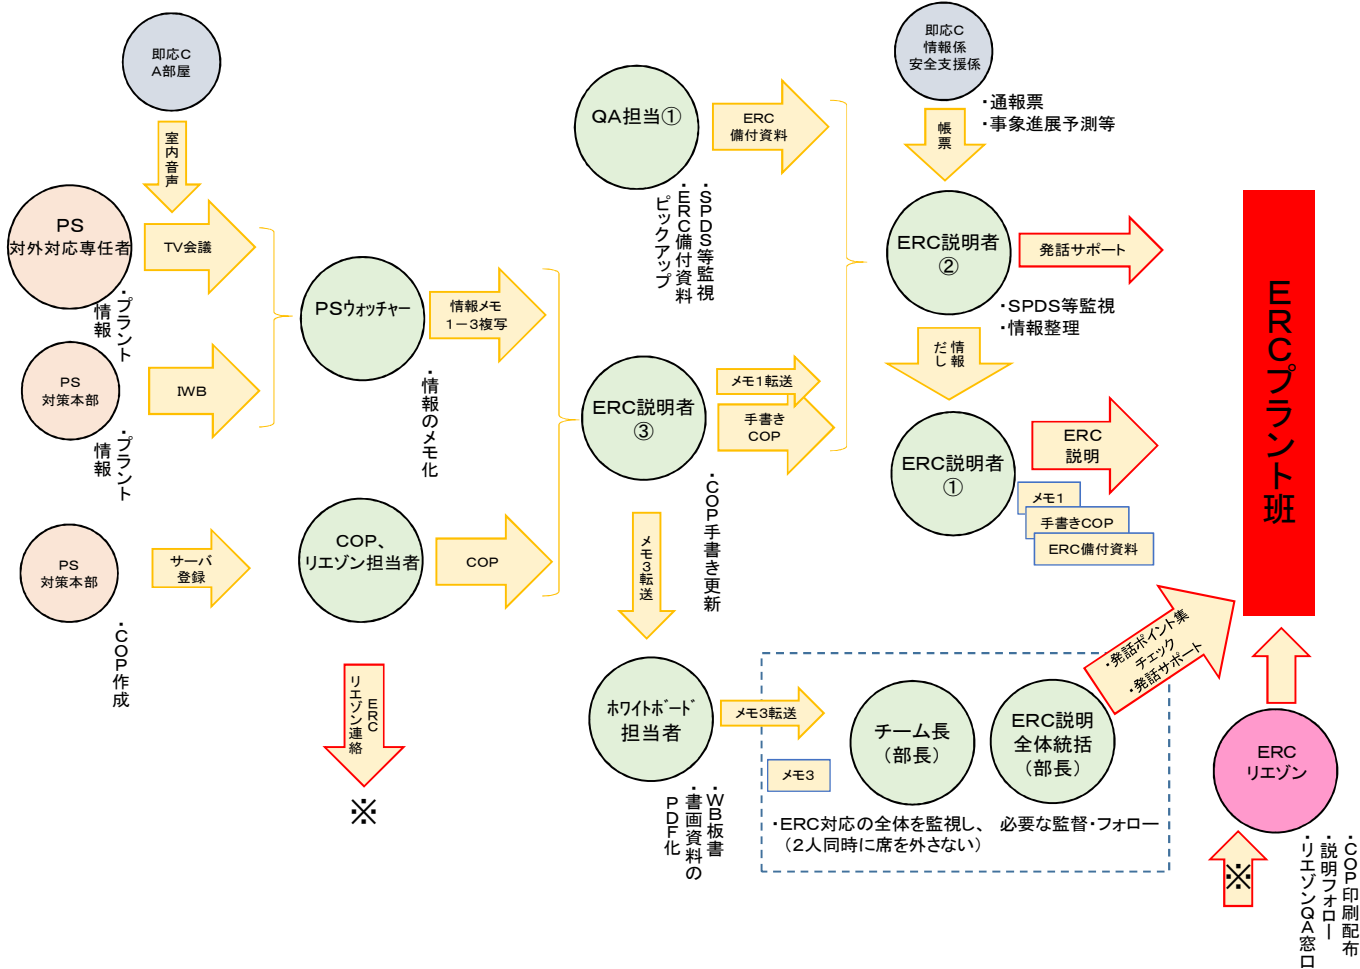 即応C
A部屋
室内音声
PS
対外対応専任者
・プラント
情報
TV会議
PS
対策本部
・プラント
情報
IWB
PS
対策本部
・COP作成
サーバ
登録
PSウォッチャー
・情報のメモ化
情報メモ
1－3複写
COP、
リエゾン担当者
COP
ERC
リエゾン連絡
※
QA担当①
・SPDS等監視
・ERC備付資料
ピックアップ
ERC
備付資料
ERC説明者
③
・COP手書き更新
メモ1転送
手書き
COP
メモ3転送
ホワイトボード
担当者
・WB板書
・書画資料の
PDF化
メモ3転送
メモ3
チーム長
（部長）
ERC説明
全体統括
（部長）
・ERC対応の全体を監視し、 必要な監督・フォロー
（2人同時に席を外さない）
・発話ポイント集
チェック
・発話サポート
即応C
情報係
安全支援係
・通報票
・事象進展予測等
帳票
ERC説明者
②
発話サポート
・SPDS等監視
・情報整理
情報
だし
ERC説明者
①
ERC
説明
メモ1
手書きCOP
ERC備付資料
ERCプラント班
ERC
リエゾン
※
・COP印刷配布
・説明フォロー
・リエゾンQA窓口